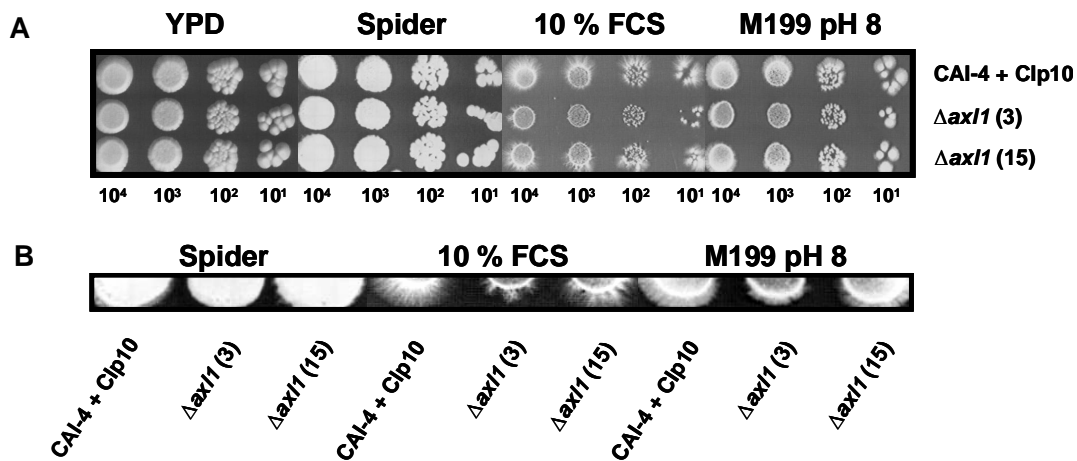 A
YPD Spider 10 % FCS M199 pH 8
CAI-4 + Clp10
Δaxl1 (3)
Δaxl1 (15)
10⁴ 10³ 10² 10¹ 10⁴ 10³ 10² 10¹ 10⁴ 10³ 10² 10¹ 10⁴ 10³ 10² 10¹
B
Spider 10 % FCS M199 pH 8
CAI-4 + Clp10 Δaxl1 (3) Δaxl1 (15) CAI-4 + Clp10 Δaxl1 (3) Δaxl1 (15) CAI-4 + Clp10 Δaxl1 (3) Δaxl1 (15)